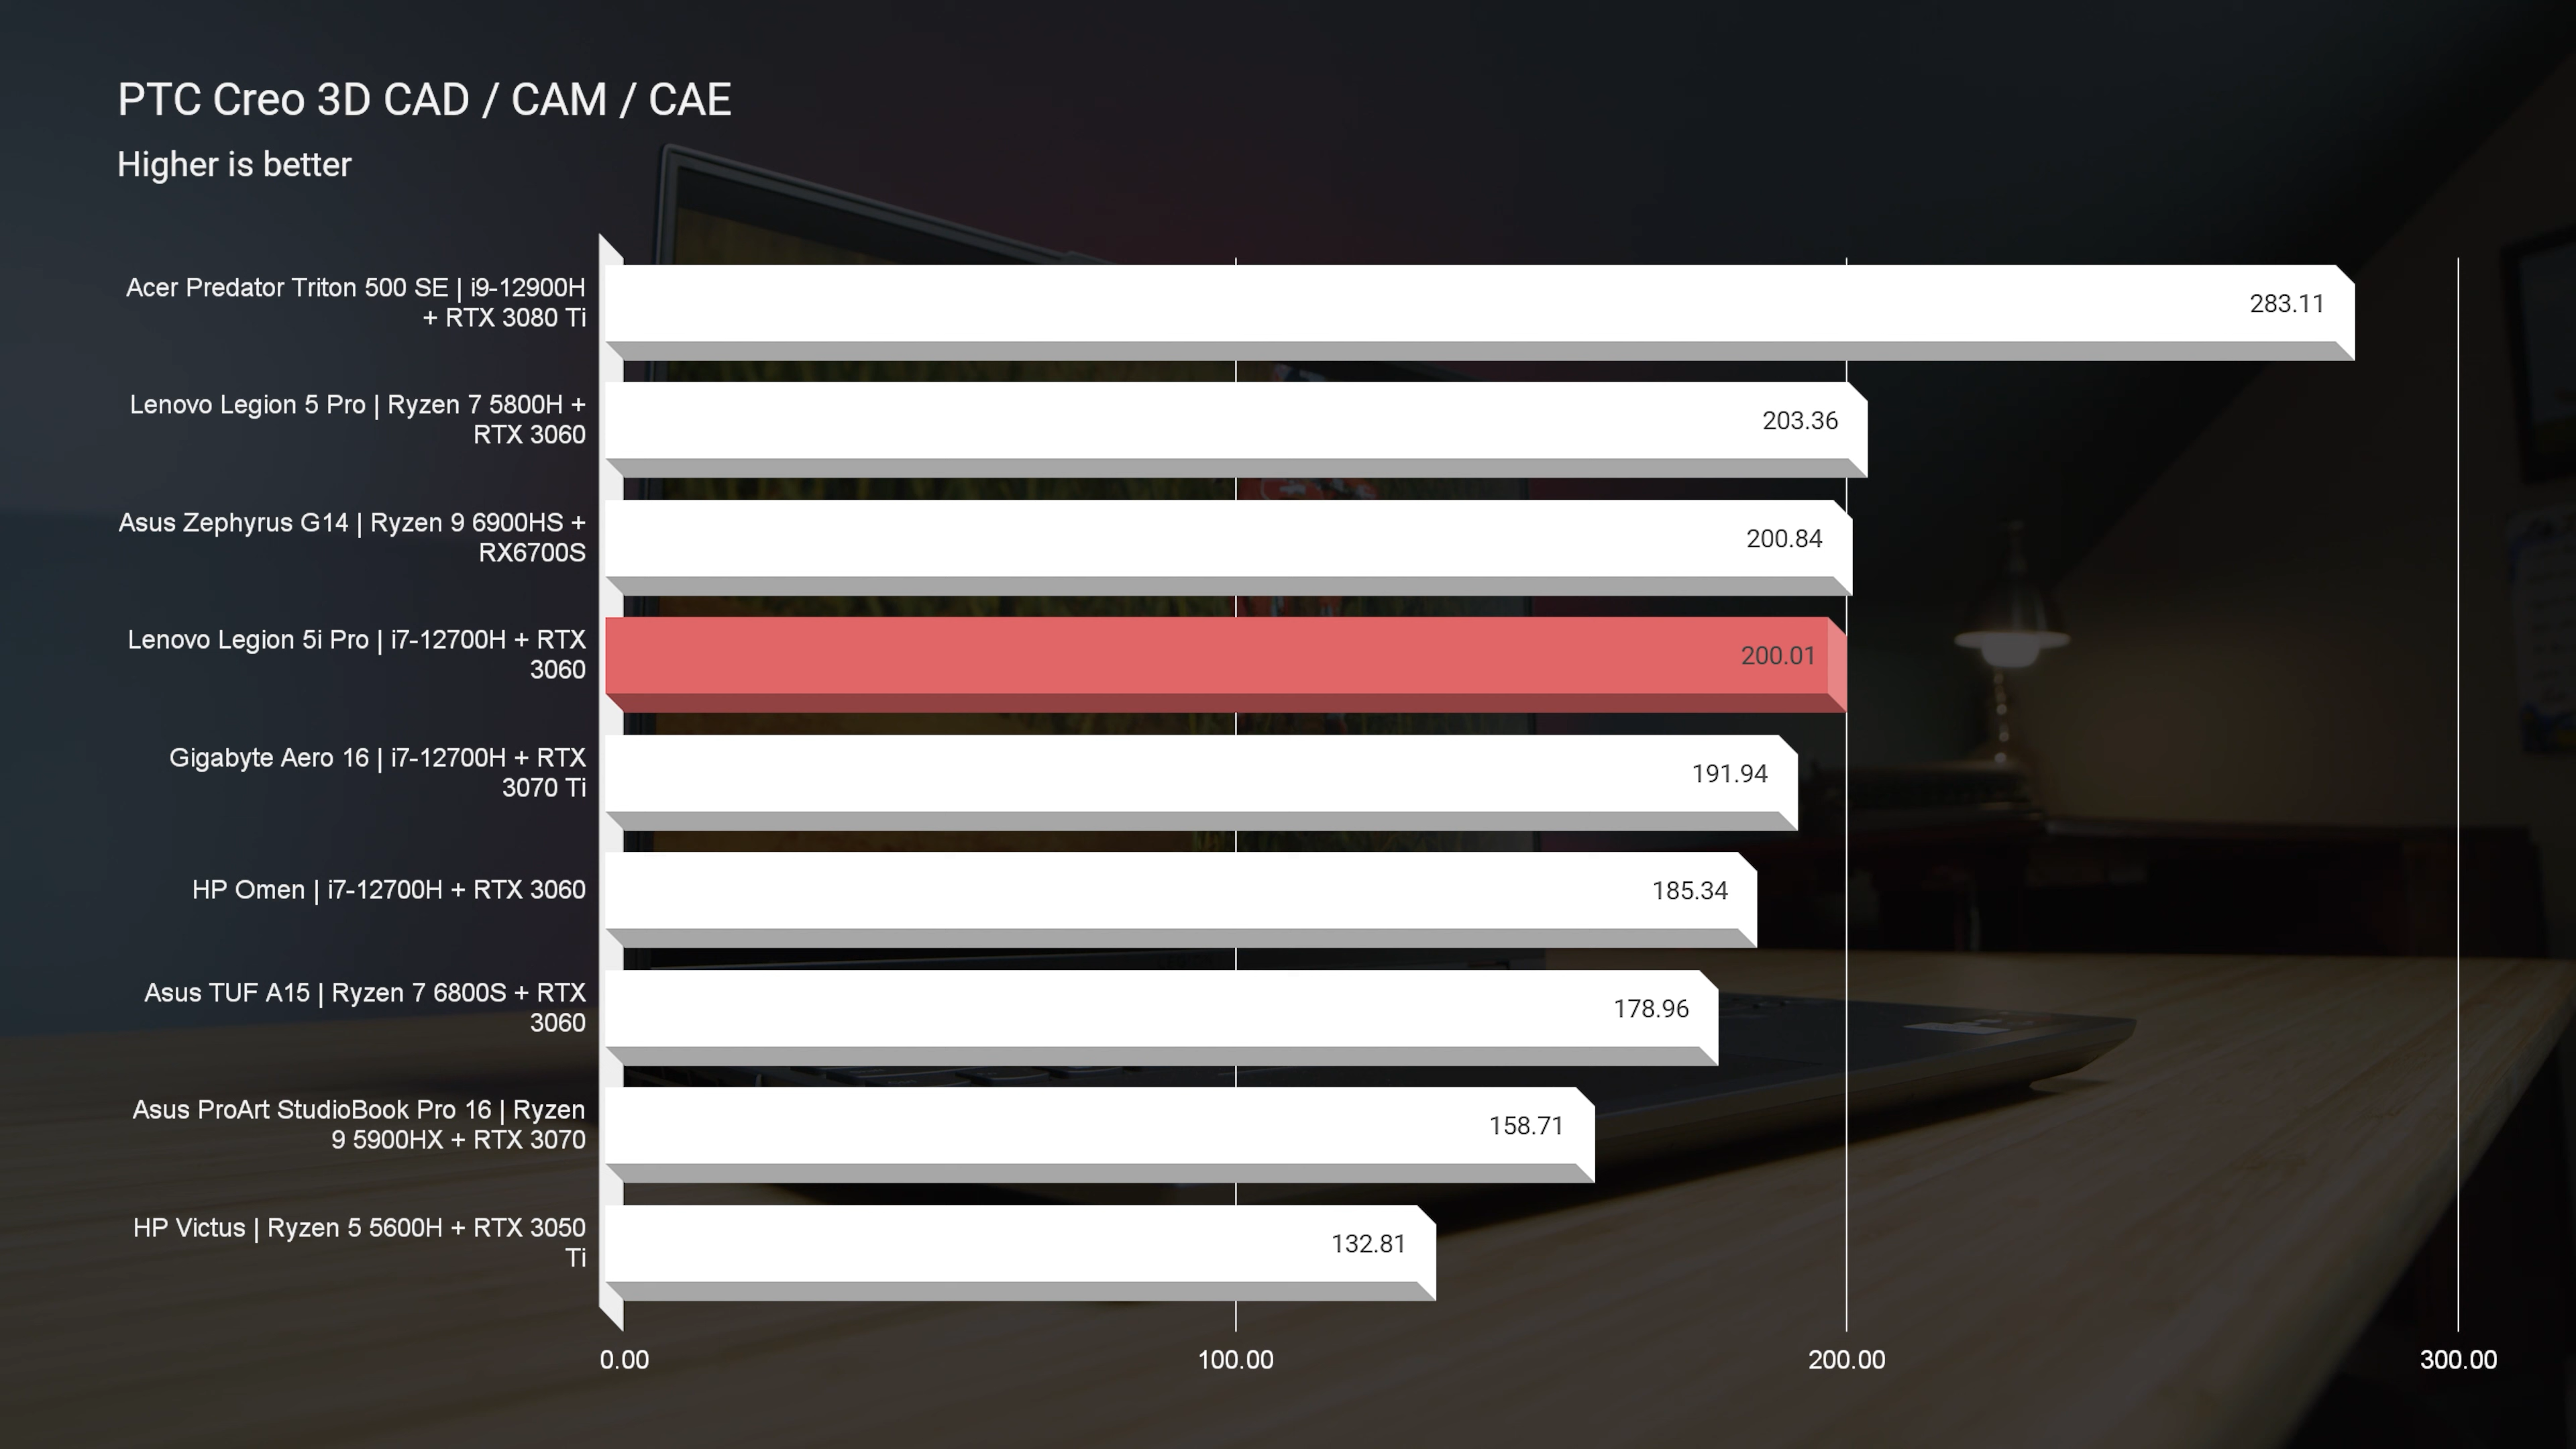 PTC Creo 3D CAD / CAM / CAE
Higher is better
Acer Predator Triton 500 SE | i9-12900H
+ RTX 3080 Ti
283.11
Lenovo Legion 5 Pro | Ryzen 7 5800H +
RTX 3060
203.36
Asus Zephyrus G14 | Ryzen 9 6900HS +
RX6700S
200.84
Lenovo Legion 5i Pro | i7-12700H + RTX
3060
200.01
Gigabyte Aero 16 | i7-12700H + RTX
3070 Ti
191.94
HP Omen | i7-12700H + RTX 3060
185.34
Asus TUF A15 | Ryzen 7 6800S + RTX
3060
178.96
Asus ProArt StudioBook Pro 16 | Ryzen
9 5900HX + RTX 3070
158.71
HP Victus | Ryzen 5 5600H + RTX 3050
Ti
132.81
0.00
100.00
200.00
300.00